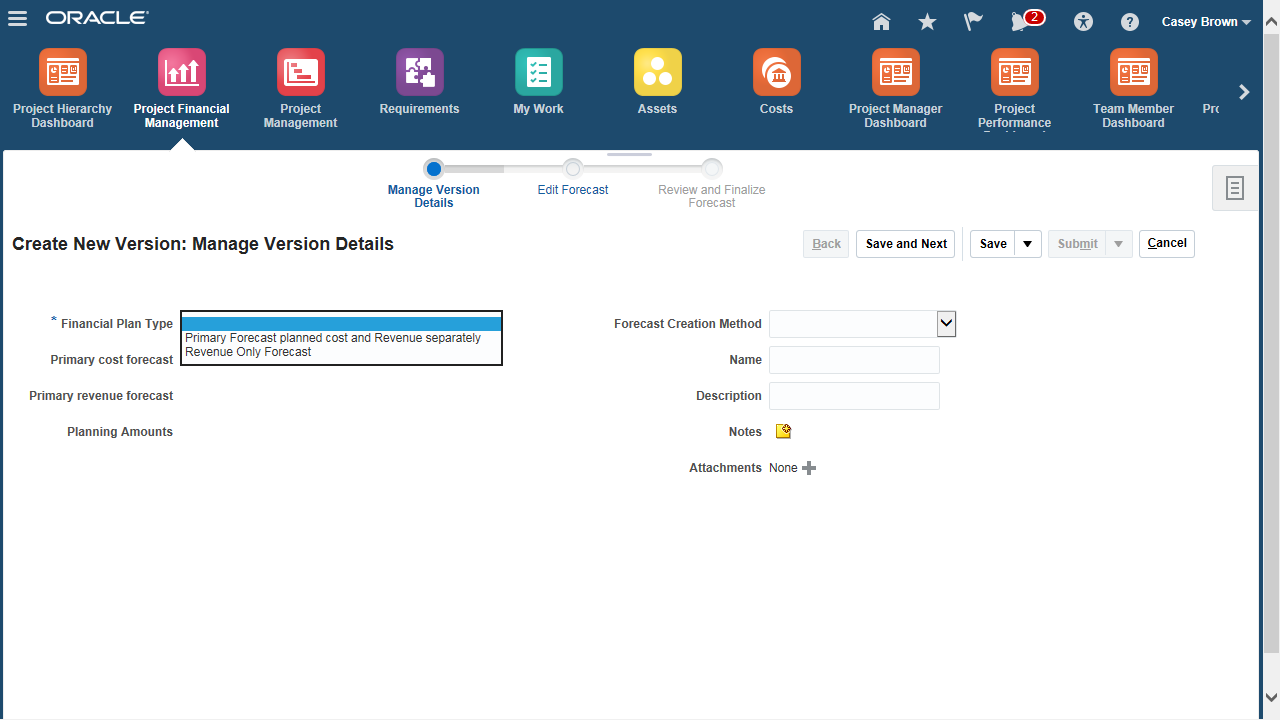 ORACLE
2
Casey Brown
Project Hierarchy
Dashboard
Project Financial
Management
Project
Management
Requirements
My Work
Assets
Costs
Project Manager
Dashboard
Project
Performance
Team Member
Dashboard
Manage Version
Details
Edit Forecast
Review and Finalize
Forecast
Create New Version: Manage Version Details
Back
Save and Next
Save
Submit
Cancel
* Financial Plan Type
Primary Forecast planned cost and Revenue separately
Revenue Only Forecast
Primary cost forecast
Primary revenue forecast
Planning Amounts
Forecast Creation Method
Name
Description
Notes
Attachments None